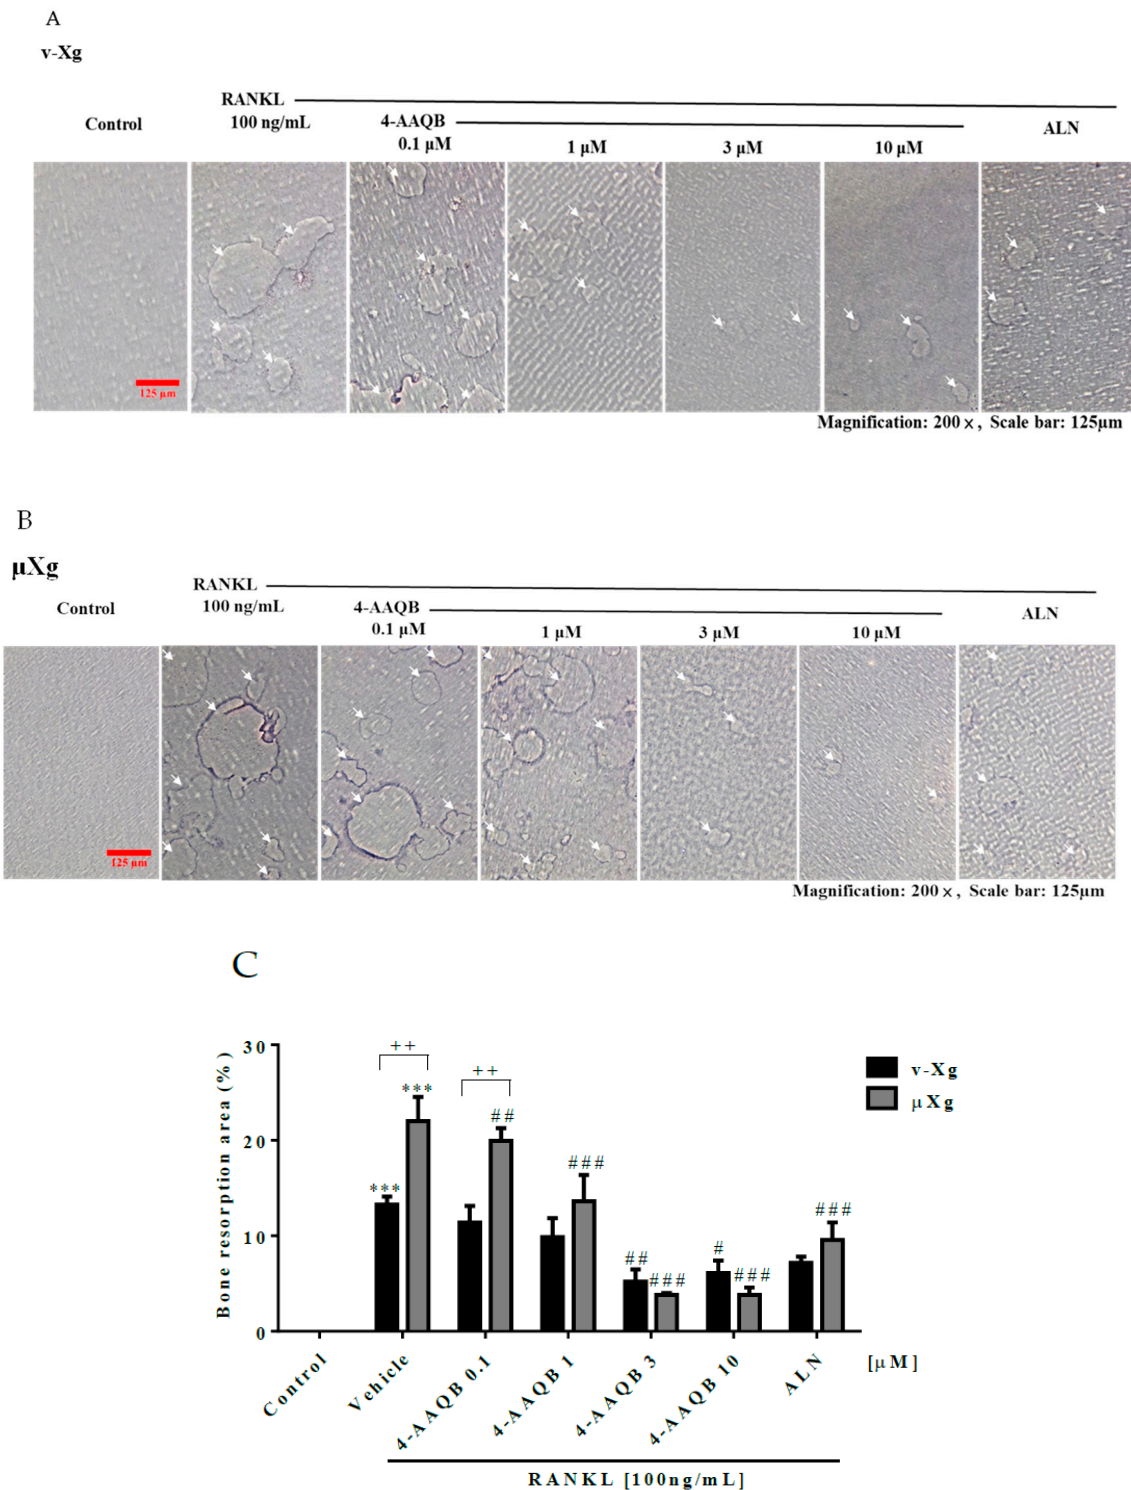 A
v-Xg
RANKL
Control 100 ng/mL 4-AAQB ALN
0.1 µM 1 µM 3 µM 10 µM
125 µm
Magnification: 200 ×, Scale bar: 125µm
B
µXg
RANKL
Control 100 ng/mL 4-AAQB ALN
0.1 µM 1 µM 3 µM 10 µM
125 µm
Magnification: 200 ×, Scale bar: 125µm
C
Bone resorption area (%)
30
20
10
0
++
++
***
***
##
###
##
###
#
###
###
v-Xg
µXg
Control
Vehicle
4-AAQB 0.1
4-AAQB 1
4-AAQB 3
4-AAQB 10
ALN
[µM]
RANKL [100ng/mL]